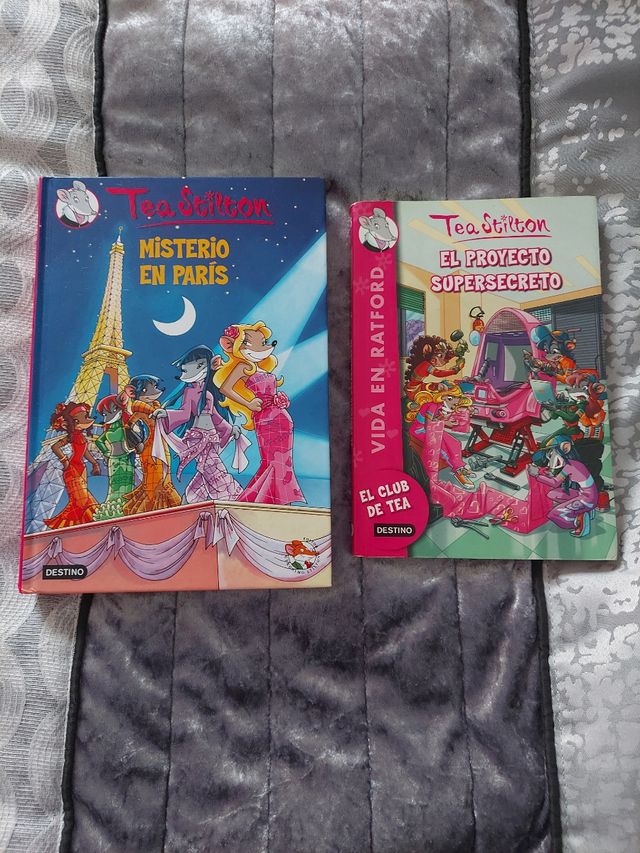 Tea Stilton
MISTERIO
EN PARÍS
DESTINO
Tea Stilton
EL PROYECTO
SUPERSECRETO
VIDA EN RATFORD
EL CLUB
DE TEA
DESTINO